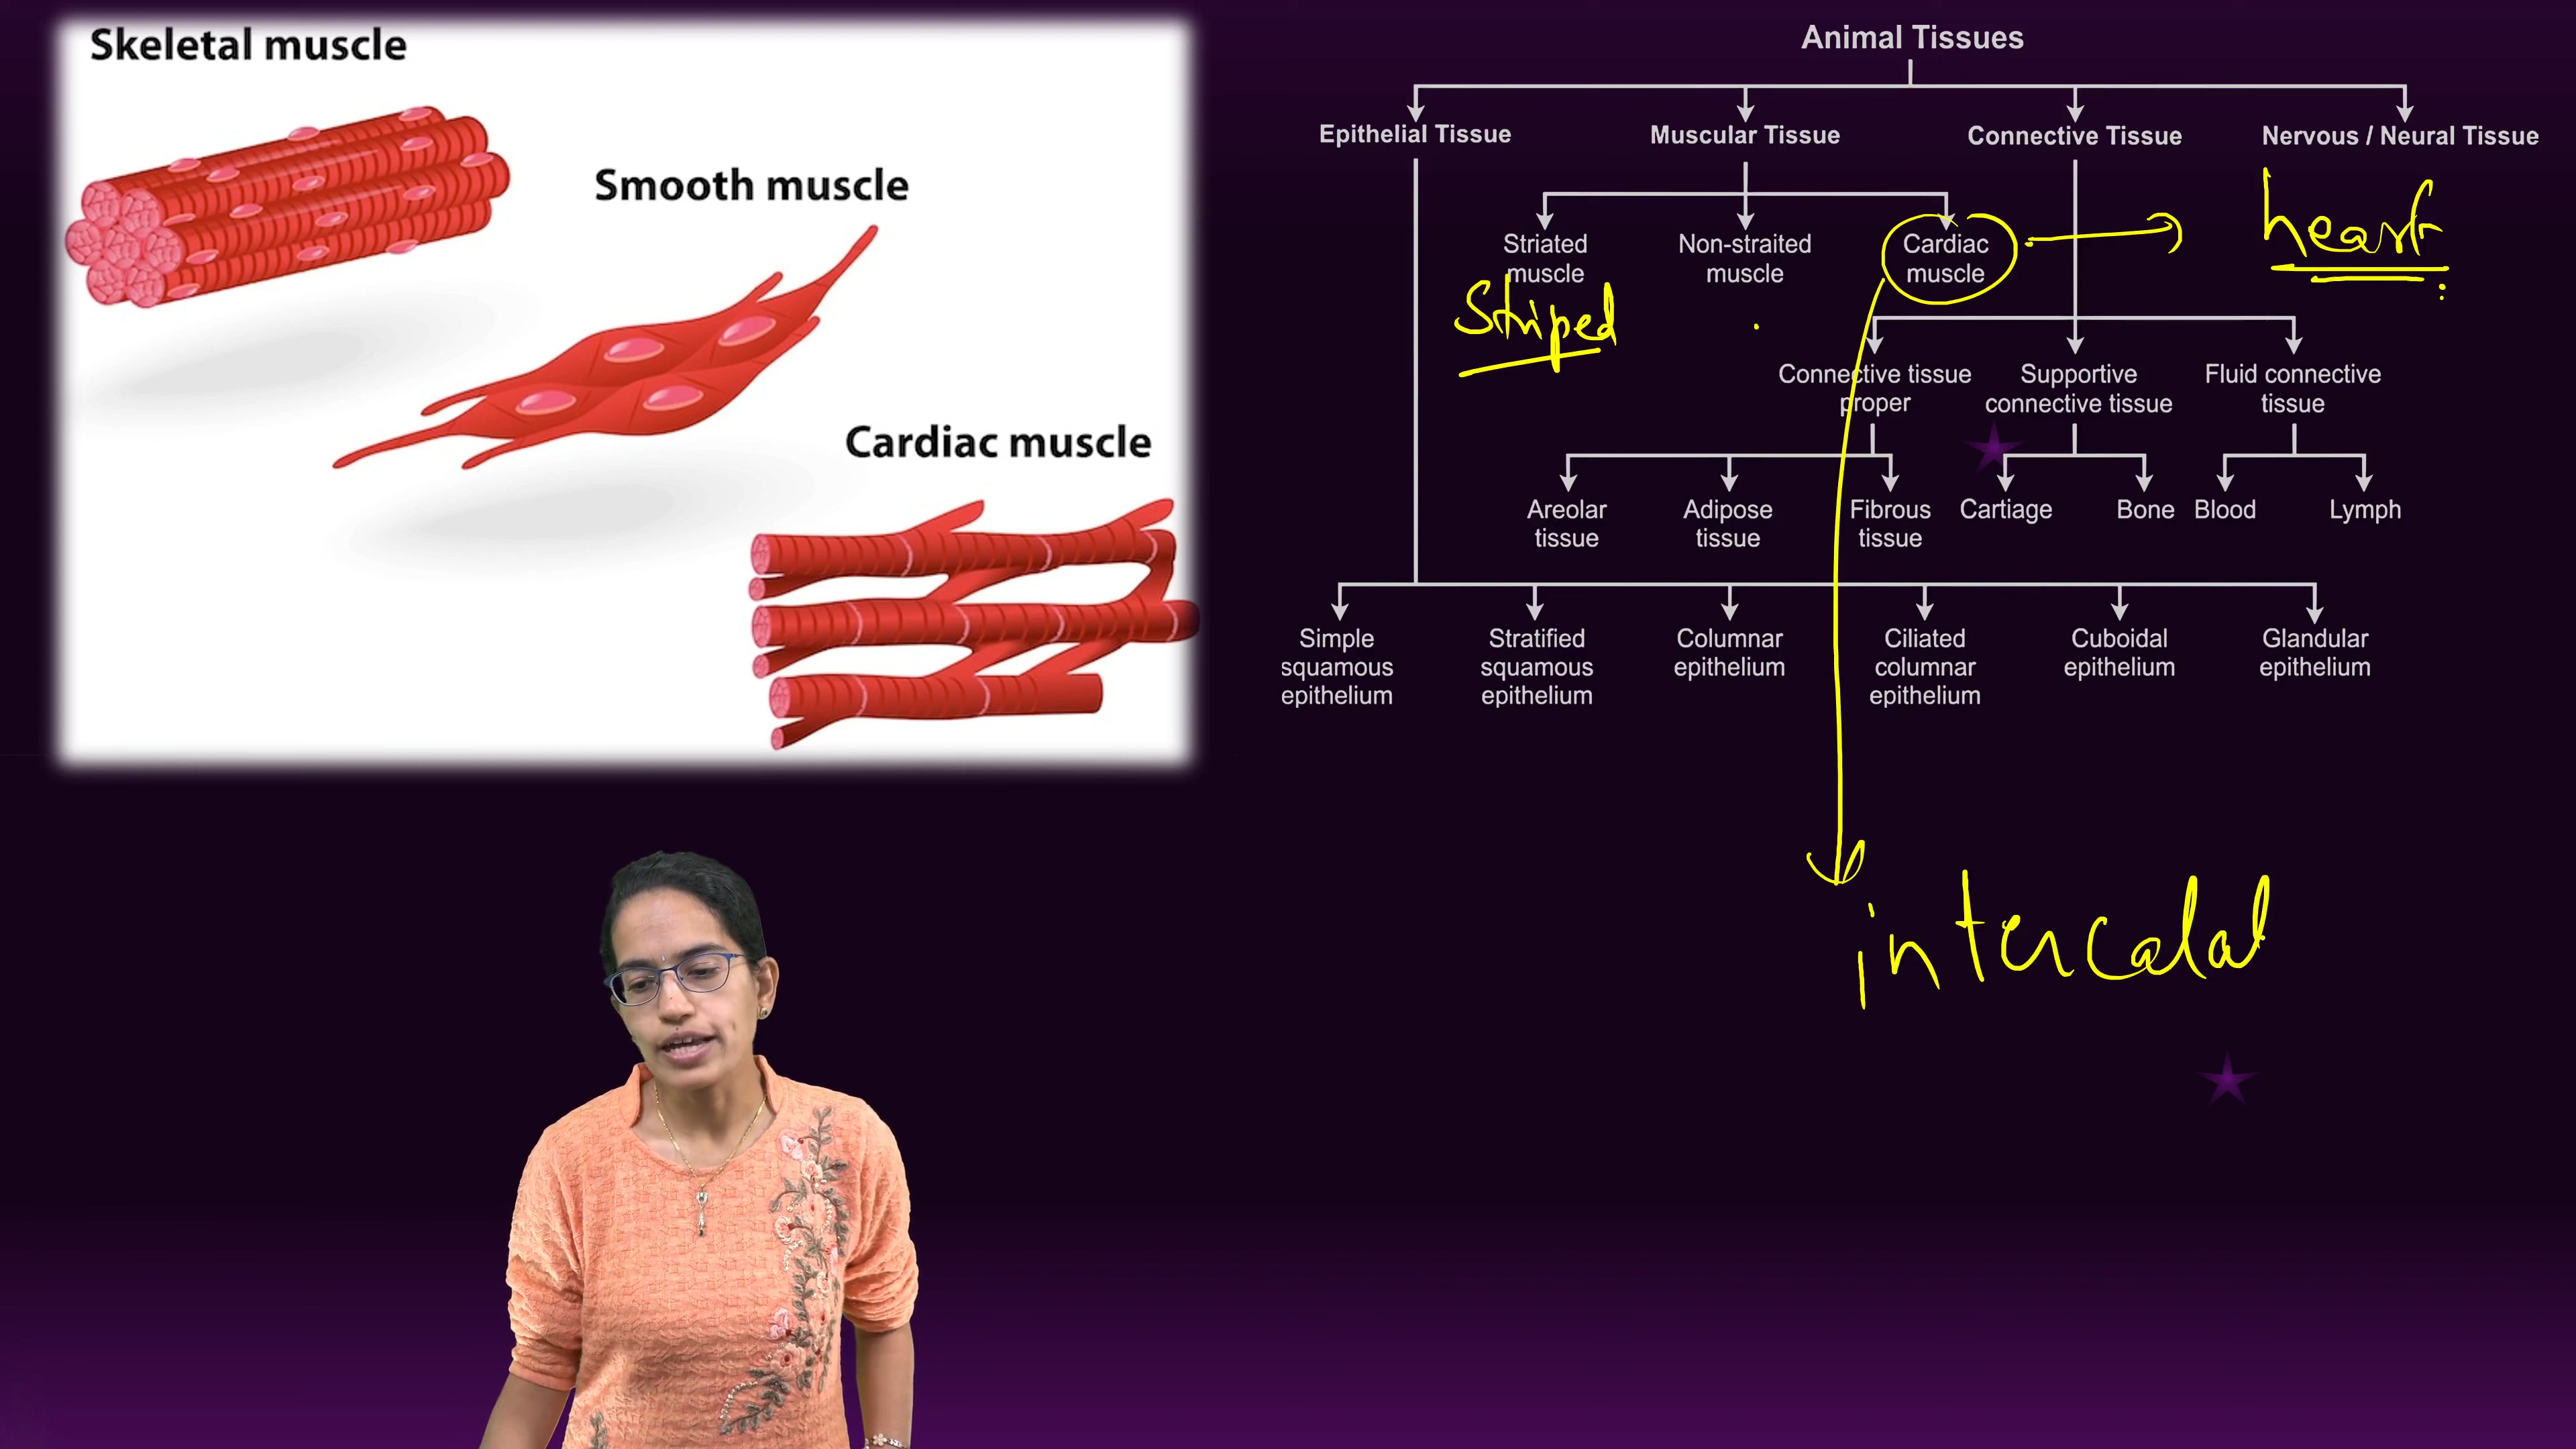 Skeletal muscle
Smooth muscle
Cardiac muscle
Animal Tissues
Epithelial Tissue
Muscular Tissue
Connective Tissue
Nervous / Neural Tissue
Striated
muscle
Non-straited
muscle
Cardiac
muscle
heart
Striped
Connective tissue
proper
Supportive
connective tissue
Fluid connective
tissue
Areolar
tissue
Adipose
tissue
Fibrous
tissue
Cartiage
Bone
Blood
Lymph
Simple
squamous
epithelium
Stratified
squamous
epithelium
Columnar
epithelium
Ciliated
columnar
epithelium
Cuboidal
epithelium
Glandular
epithelium
intercalal